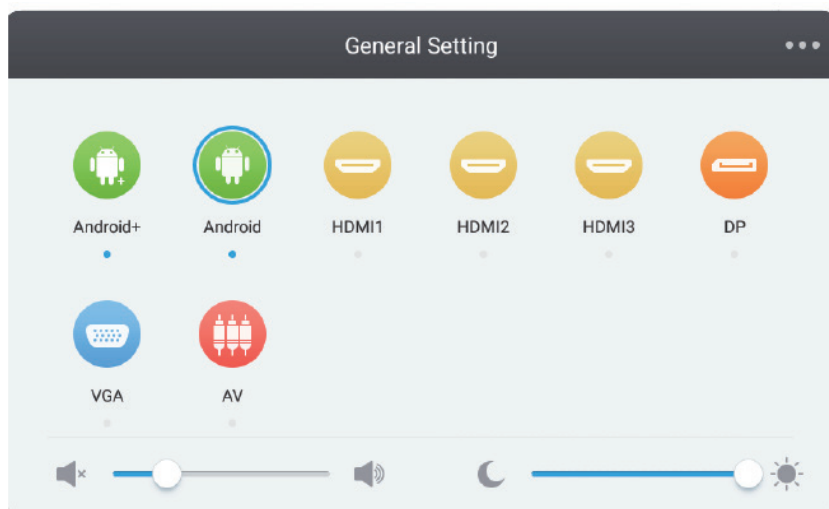 General Setting
Android+ Android HDMI1 HDMI2 HDMI3 DP
VGA AV